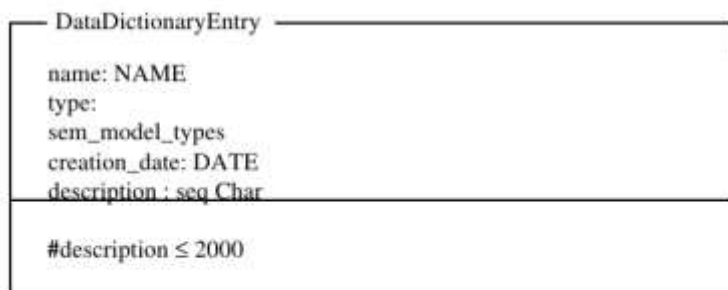 DataDictionaryEntry
name: NAME
type:
sem_model_types
creation_date: DATE
description : seq Char
#description ≤ 2000